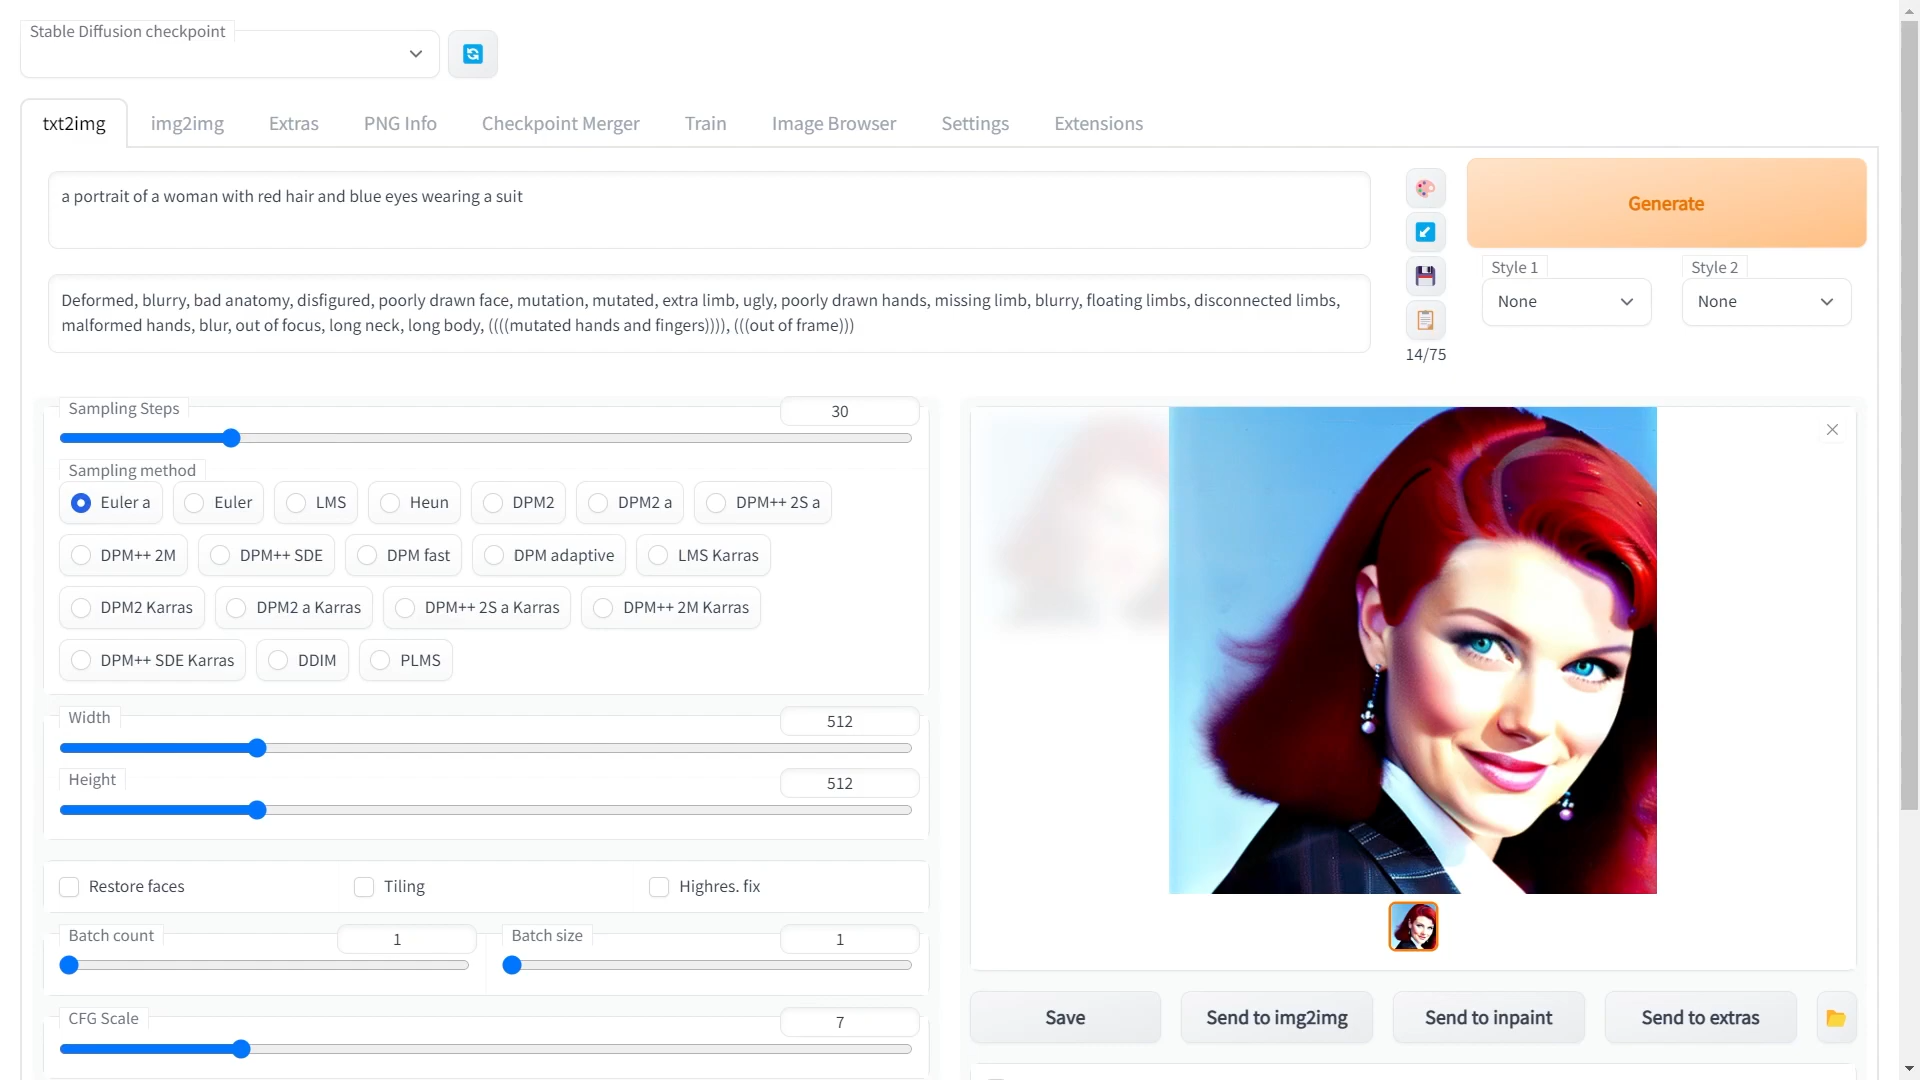 Stable Diffusion checkpoint
txt2img img2img Extras PNG Info Checkpoint Merger Train Image Browser Settings Extensions
a portrait of a woman with red hair and blue eyes wearing a suit
Generate
Style 1 Style 2
None None
Deformed, blurry, bad anatomy, disfigured, poorly drawn face, mutation, mutated, extra limb, ugly, poorly drawn hands, missing limb, blurry, floating limbs, disconnected limbs,
malformed hands, blur, out of focus, long neck, long body, ((((mutated hands and fingers)))), (((out of frame)))
14/75
Sampling Steps 30
Sampling method
Euler a Euler LMS Heun DPM2 DPM2 a DPM++ 2S a
DPM++ 2M DPM++ SDE DPM fast DPM adaptive LMS Karras
DPM2 Karras DPM2 a Karras DPM++ 2S a Karras DPM++ 2M Karras
DPM++ SDE Karras DDIM PLMS
Width 512
Height 512
Restore faces Tiling Highres. fix
Batch count 1 Batch size 1
CFG Scale 7
Save Send to img2img Send to inpaint Send to extras